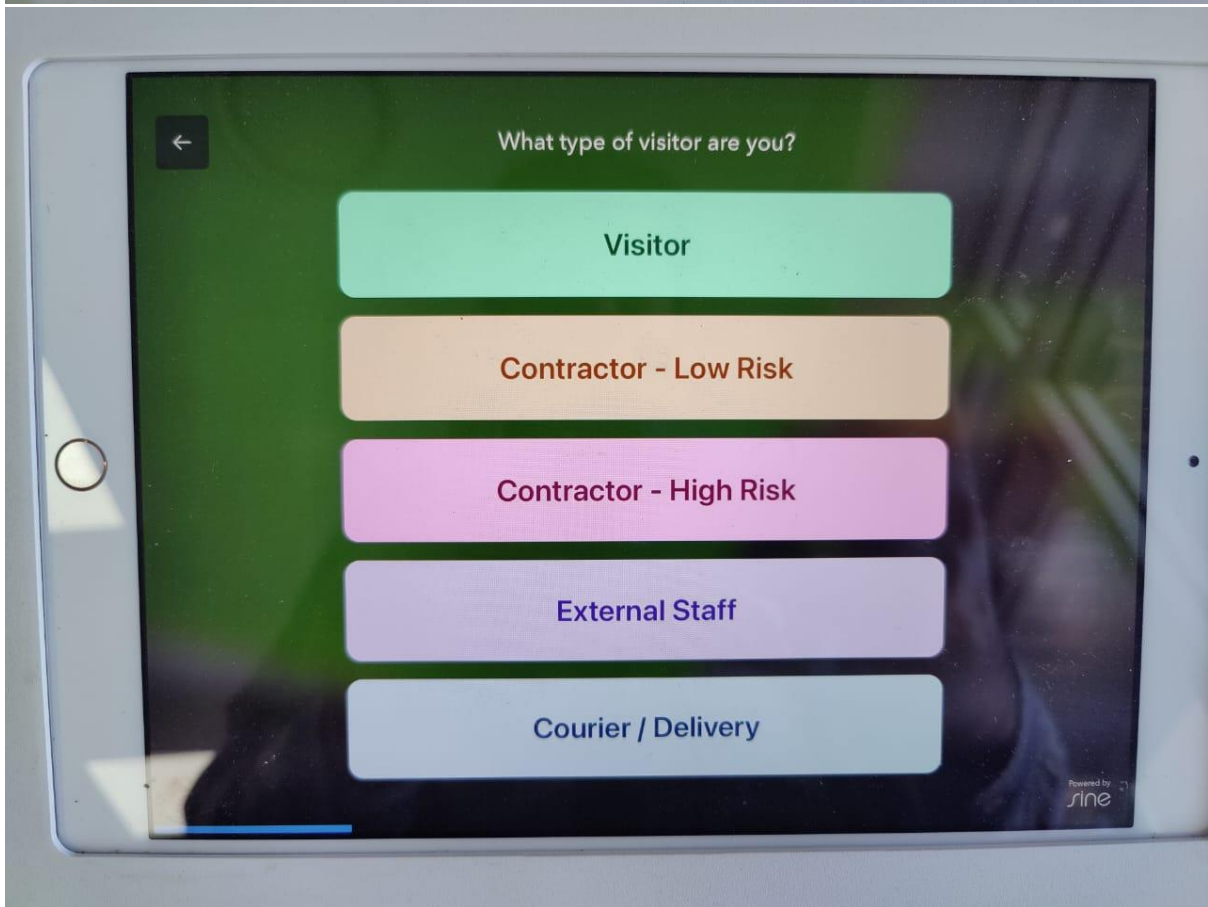 What type of visitor are you?
Visitor
Contractor - Low Risk
Contractor - High Risk
External Staff
Courier / Delivery
Powered by
sine